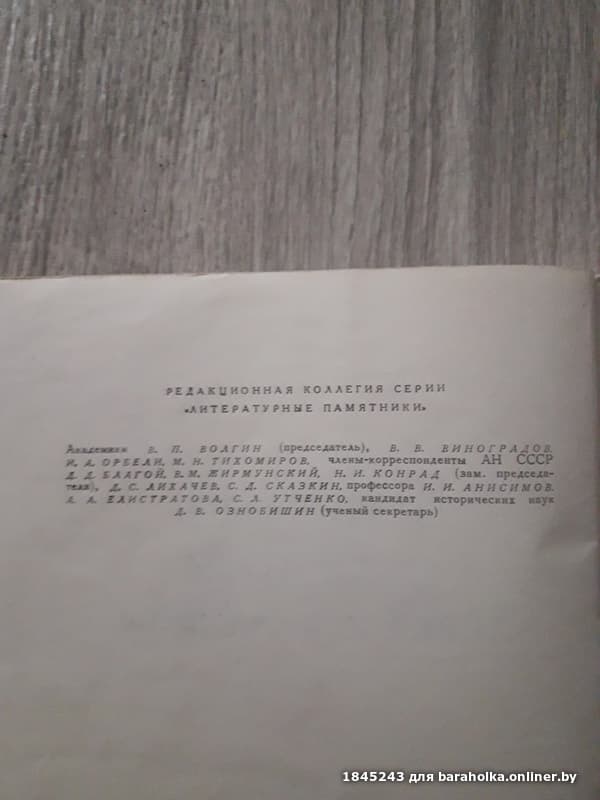 РЕДАКЦИОННАЯ КОЛЛЕГИЯ СЕРИИ
«ЛИТЕРАТУРНЫЕ ПАМЯТНИКИ»
Академики В. П. ВОЛГИН (председатель), В. В. ВИНОГРАДОВ,
И. А. ОРБЕЛИ, М. Н. ТИХОМИРОВ, члены-корреспонденты АН СССР
Д. Д. БЛАГОЙ, В. М. ЖИРМУНСКИЙ, Н. И. КОНРАД (зам. председа-
теля), Д. С. ЛИХАЧЕВ, С. Д. СКАЗКИН, профессора И. И. АНИСИМОВ,
А. А. ЕЛИСТРАТОВА, С. Л. УТЧЕНКО, кандидат исторических наук
Д. В. ОЗНОБИШИН (ученый секретарь)
1845243 для baraholka.onliner.by